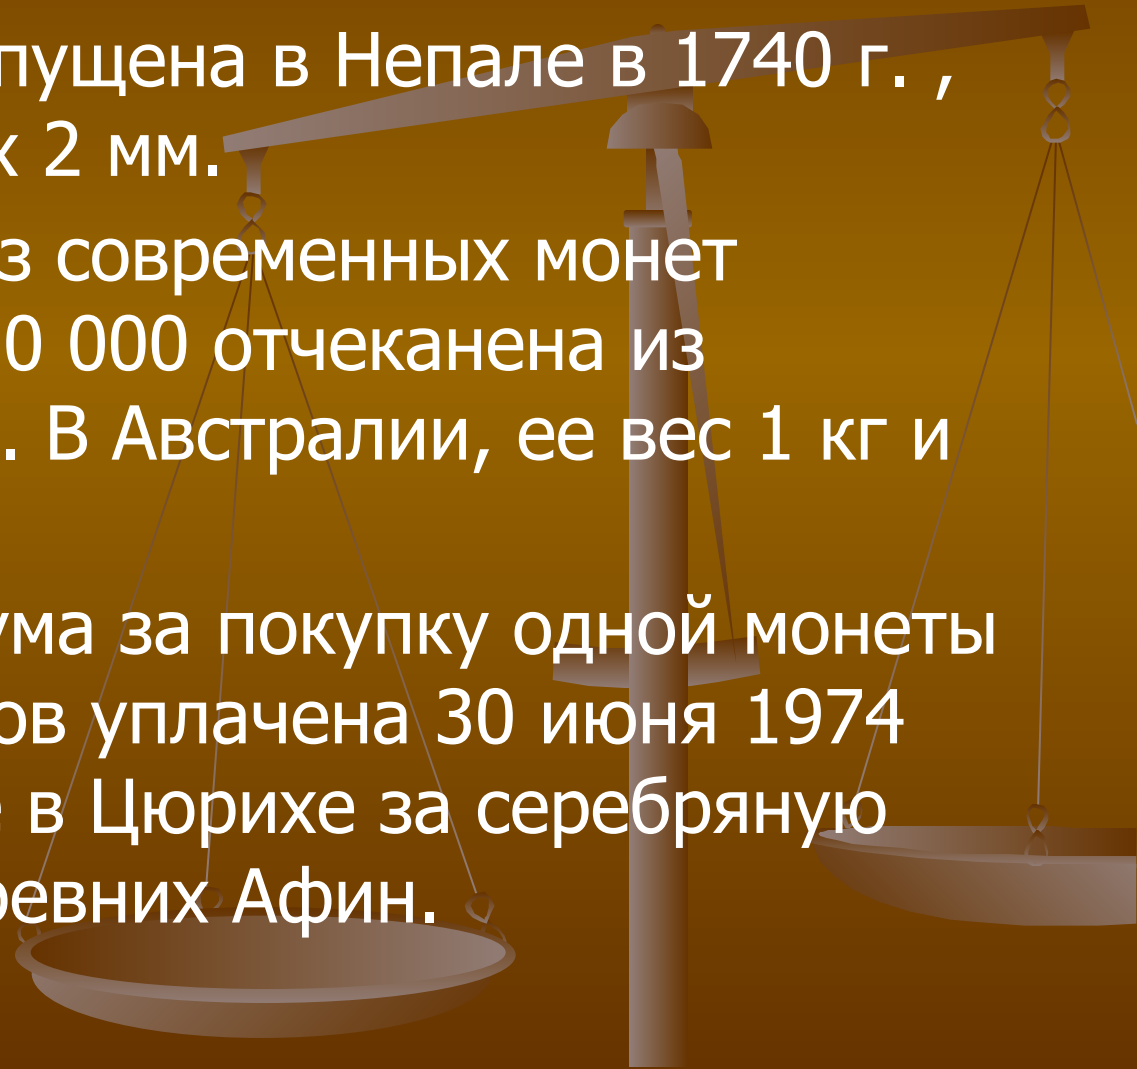 пущена в Непале в 1740 г. ,
х 2 мм.
з современных монет
0 000 отчеканена из
. В Австралии, ее вес 1 кг и
ума за покупку одной монеты
ов уплачена 30 июня 1974
е в Цюрихе за серебряную
ревних Афин.